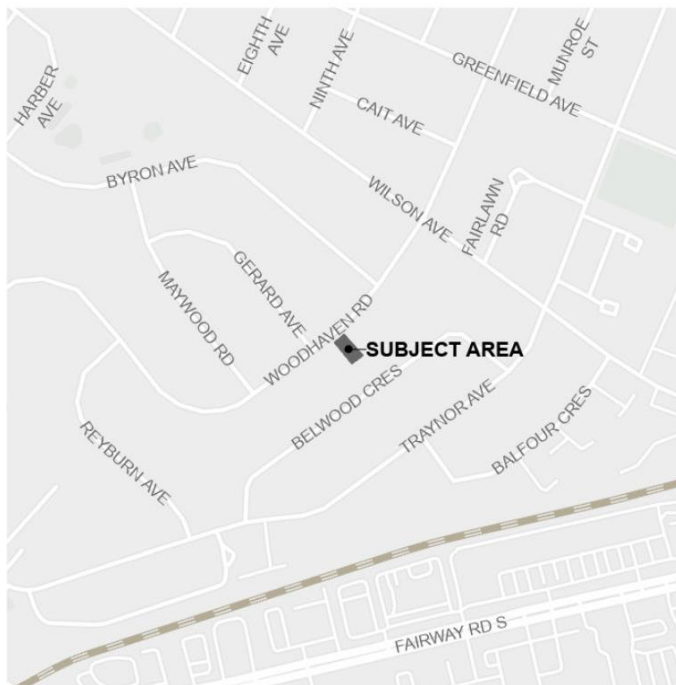 HARBER
AVE
EIGHTH
AVE
NINTH AVE
CAIT AVE
GREENFIELD AVE
MUNROE
ST
BYRON AVE
WILSON AVE
FAIRLAWN
RD
MAYWOOD RD
GERARD AVE
WOODHAVEN RD
SUBJECT AREA
BELWOOD CRES
TRAYNOR AVE
BALFOUR CRES
REYBURN AVE
FAIRWAY RD S